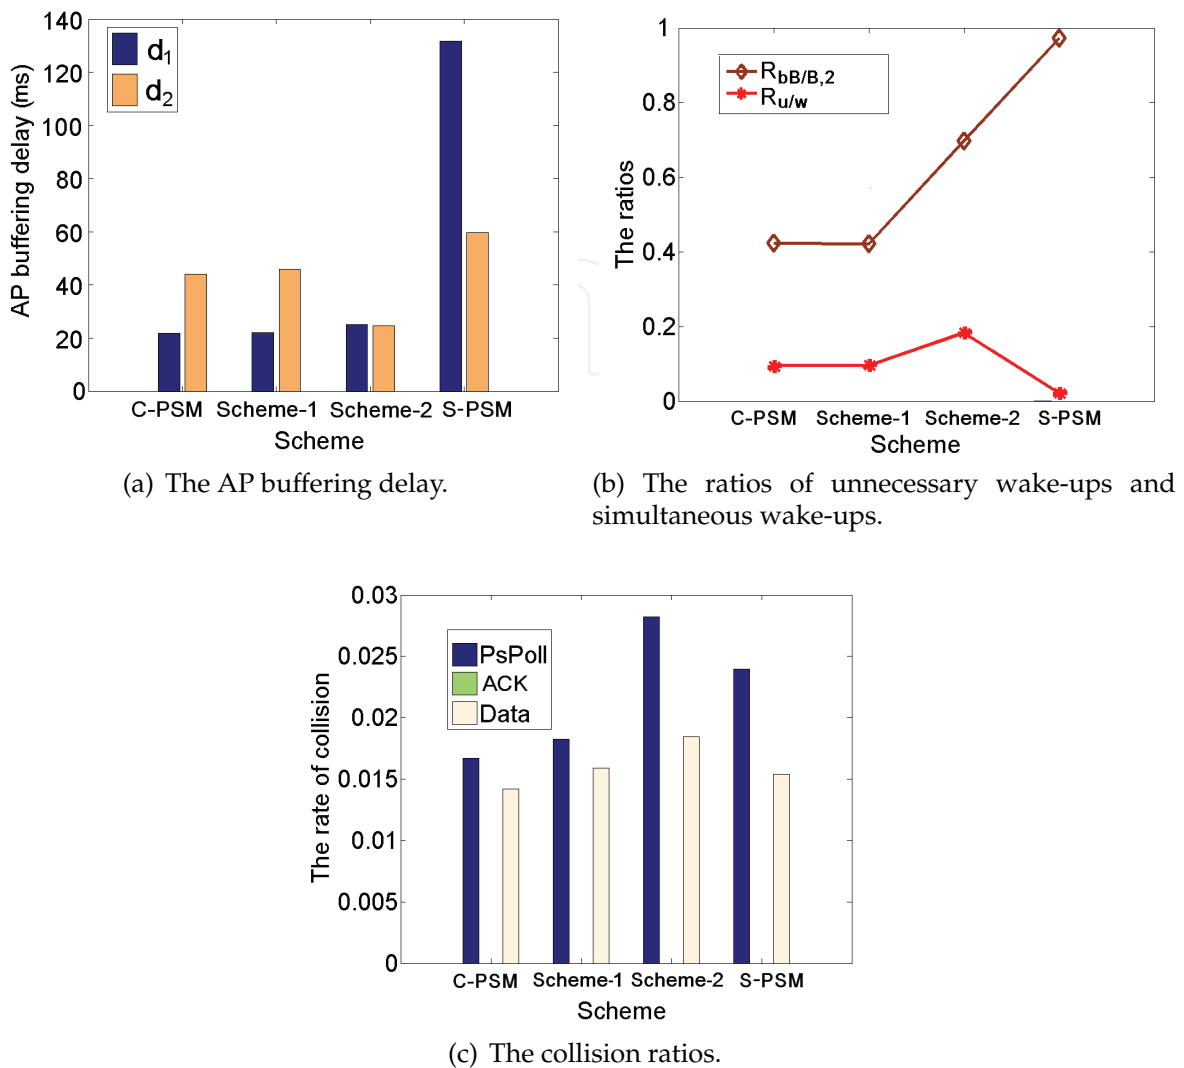 140
120
100
80
60
40
20
0
AP buffering delay (ms)
d1
d2
C-PSM Scheme-1 Scheme-2 S-PSM
Scheme
(a) The AP buffering delay.
1
0.8
0.6
0.4
0.2
0
The ratios
RbB/B,2
Ru/w
C-PSM Scheme-1 Scheme-2 S-PSM
Scheme
(b) The ratios of unnecessary wake-ups and
simultaneous wake-ups.
0.03
0.025
0.02
0.015
0.01
0.005
0
The rate of collision
PsPoll
ACK
Data
C-PSM Scheme-1 Scheme-2 S-PSM
Scheme
(c) The collision ratios.